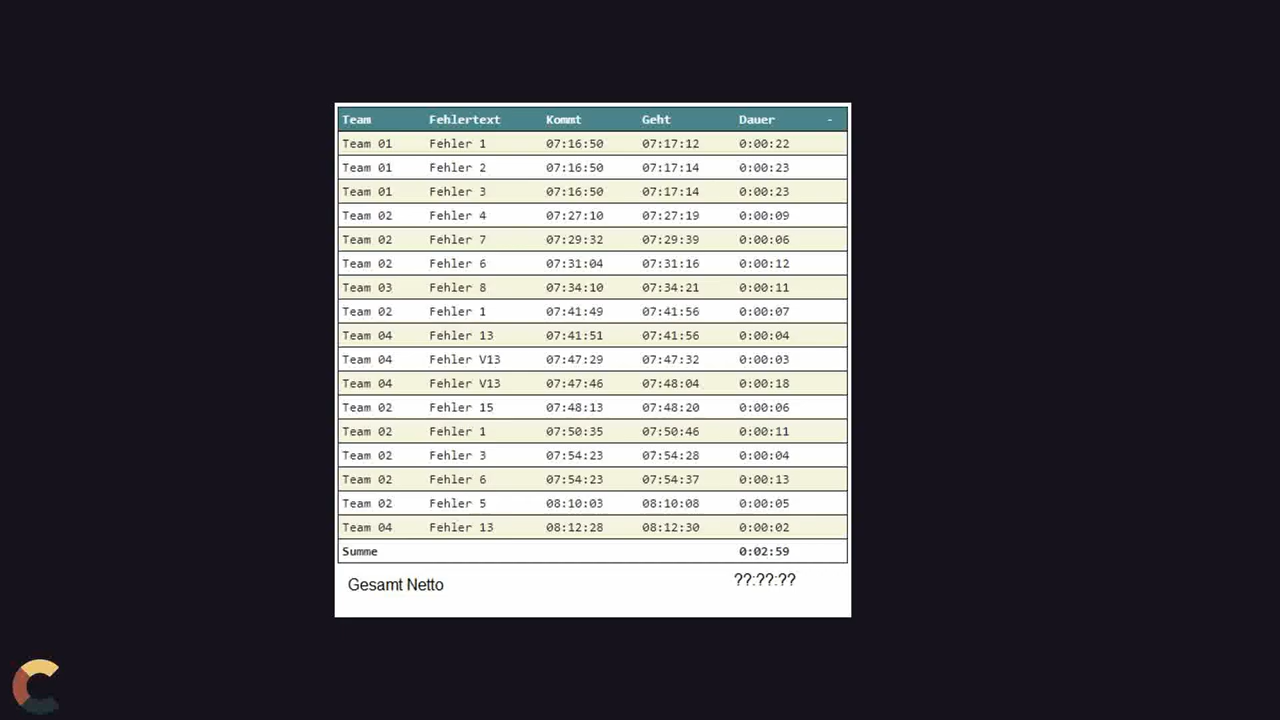 Team Fehlertext Kommt Geht Dauer -
Team 01 Fehler 1 07:16:50 07:17:12 0:00:22
Team 01 Fehler 2 07:16:50 07:17:14 0:00:23
Team 01 Fehler 3 07:16:50 07:17:14 0:00:23
Team 02 Fehler 4 07:27:10 07:27:19 0:00:09
Team 02 Fehler 7 07:29:32 07:29:39 0:00:06
Team 02 Fehler 6 07:31:04 07:31:16 0:00:12
Team 03 Fehler 8 07:34:10 07:34:21 0:00:11
Team 02 Fehler 1 07:41:49 07:41:56 0:00:07
Team 04 Fehler 13 07:41:51 07:41:56 0:00:04
Team 04 Fehler V13 07:47:29 07:47:32 0:00:03
Team 04 Fehler V13 07:47:46 07:48:04 0:00:18
Team 02 Fehler 15 07:48:13 07:48:20 0:00:06
Team 02 Fehler 1 07:50:35 07:50:46 0:00:11
Team 02 Fehler 3 07:54:23 07:54:28 0:00:04
Team 02 Fehler 6 07:54:23 07:54:37 0:00:13
Team 02 Fehler 5 08:10:03 08:10:08 0:00:05
Team 04 Fehler 13 08:12:28 08:12:30 0:00:02
Summe 0:02:59
Gesamt Netto ??:??:??